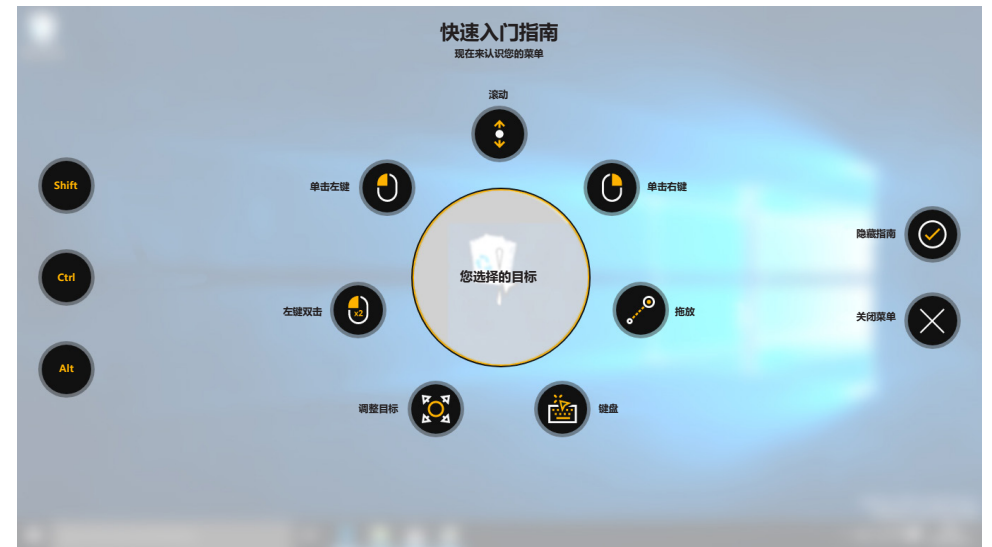 快速入门指南
现在来认识您的菜单
滚动
单击左键
单击右键
Shift
隐藏指南
Ctrl
您选择的目标
左键双击
x2
拖放
关闭菜单
Alt
调整目标
键盘